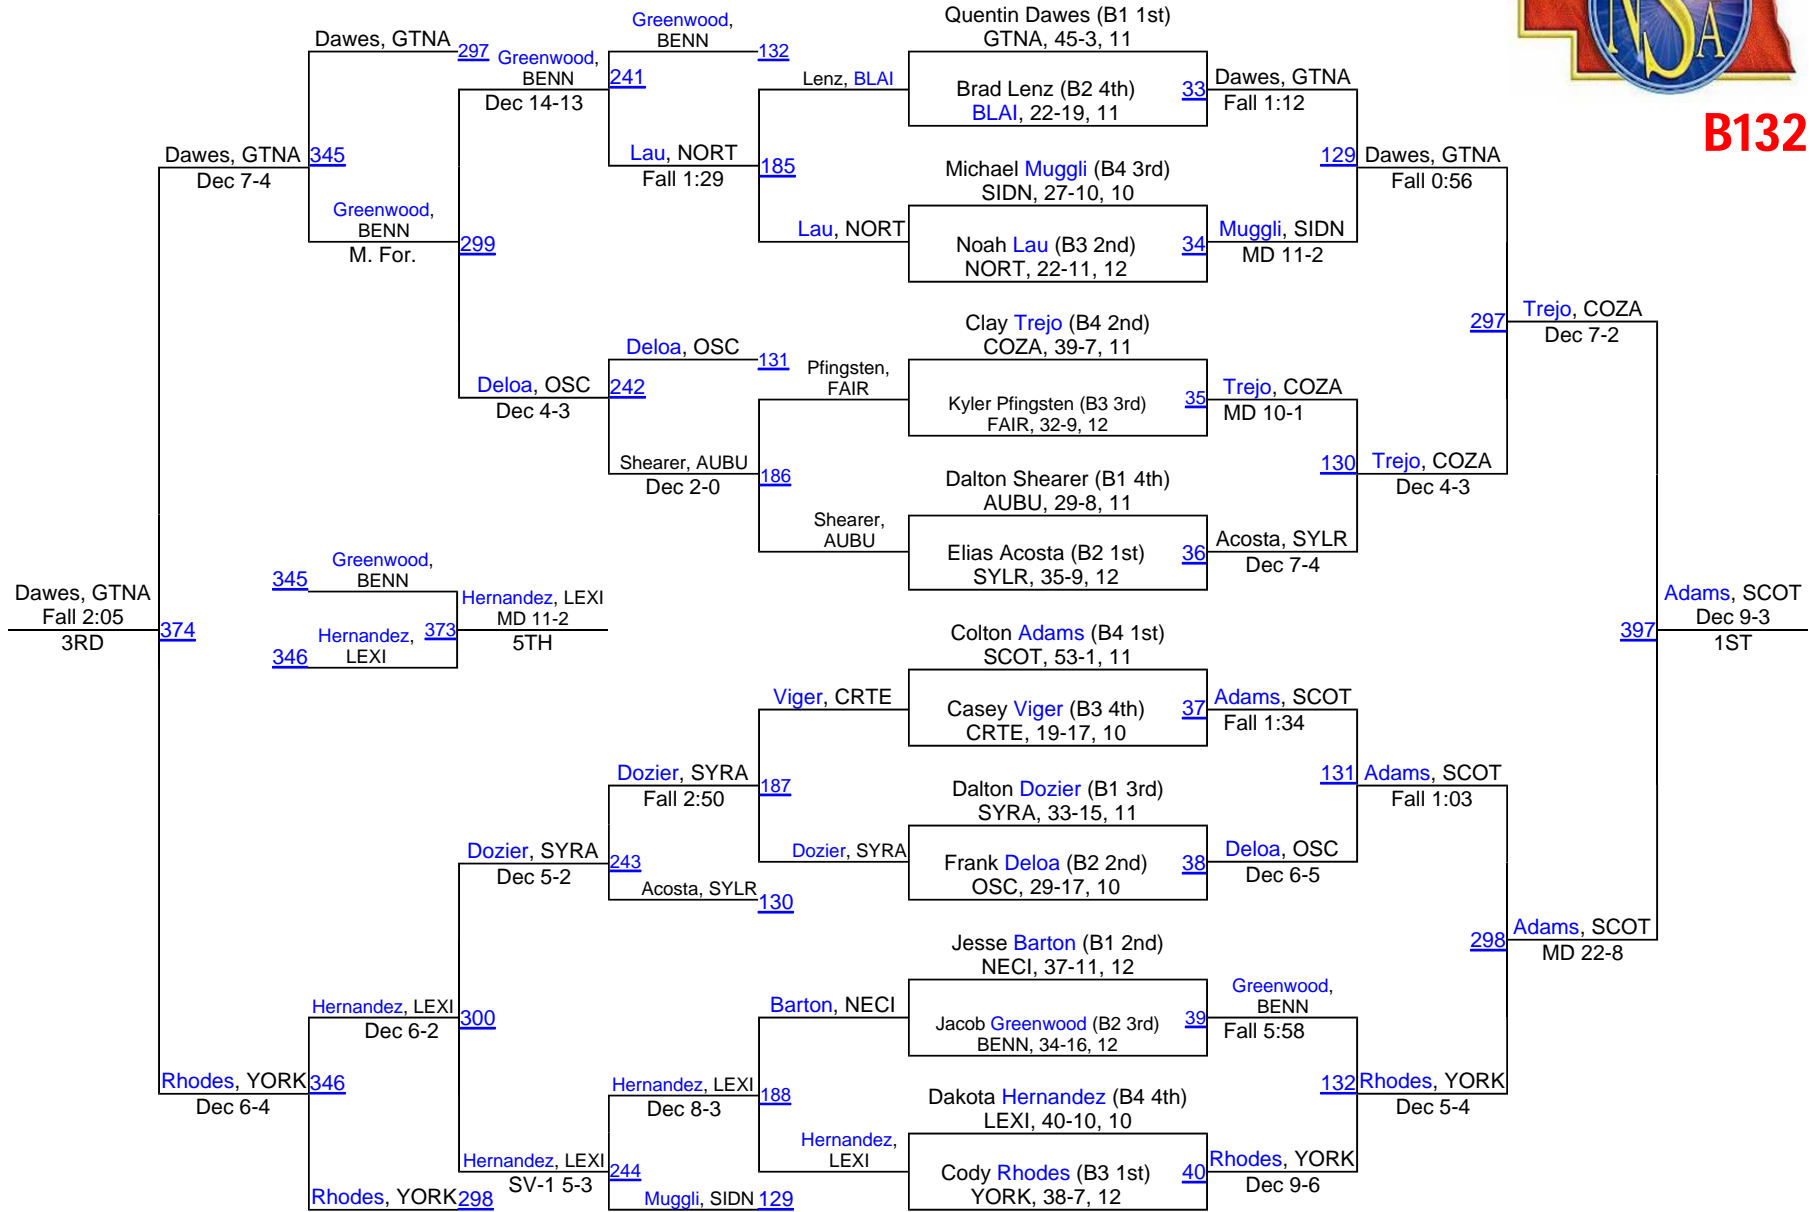 NSA
B132
Greenwood,
BENN
132
Dawes, GTNA
297
Greenwood,
BENN
Dec 14-13
241
Lenz, BLAI
Lau, NORT
Fall 1:29
185
Dawes, GTNA
Dec 7-4
345
Greenwood,
BENN
M. For.
299
Lau, NORT
Deloa, OSC
131
Deloa, OSC
Dec 4-3
242
Pfingsten,
FAIR
Shearer, AUBU
Dec 2-0
186
Shearer,
AUBU
345
Greenwood,
BENN
Dawes, GTNA
Fall 2:05
3RD
374
346
Hernandez,
LEXI
373
Hernandez, LEXI
MD 11-2
5TH
Viger, CRTE
Dozier, SYRA
Fall 2:50
187
Dozier, SYRA
Dozier, SYRA
Dec 5-2
243
Acosta, SYLR
130
Hernandez, LEXI
Dec 6-2
300
Barton, NECI
Rhodes, YORK
Dec 6-4
346
Hernandez, LEXI
Dec 8-3
188
Hernandez,
LEXI
Hernandez, LEXI
SV-1 5-3
244
Rhodes, YORK
298
Muggli, SIDN
129
Quentin Dawes (B1 1st)
GTNA, 45-3, 11
Brad Lenz (B2 4th)
BLAI, 22-19, 11
33
Dawes, GTNA
Fall 1:12
Michael Muggli (B4 3rd)
SIDN, 27-10, 10
Noah Lau (B3 2nd)
NORT, 22-11, 12
34
Muggli, SIDN
MD 11-2
129
Dawes, GTNA
Fall 0:56
Clay Trejo (B4 2nd)
COZA, 39-7, 11
Kyler Pfingsten (B3 3rd)
FAIR, 32-9, 12
35
Trejo, COZA
MD 10-1
Dalton Shearer (B1 4th)
AUBU, 29-8, 11
Elias Acosta (B2 1st)
SYLR, 35-9, 12
36
Acosta, SYLR
Dec 7-4
130
Trejo, COZA
Dec 4-3
297
Trejo, COZA
Dec 7-2
Colton Adams (B4 1st)
SCOT, 53-1, 11
Casey Viger (B3 4th)
CRTE, 19-17, 10
37
Adams, SCOT
Fall 1:34
Dalton Dozier (B1 3rd)
SYRA, 33-15, 11
Frank Deloa (B2 2nd)
OSC, 29-17, 10
38
Deloa, OSC
Dec 6-5
131
Adams, SCOT
Fall 1:03
Jesse Barton (B1 2nd)
NECI, 37-11, 12
Jacob Greenwood (B2 3rd)
BENN, 34-16, 12
39
Greenwood,
BENN
Fall 5:58
Dakota Hernandez (B4 4th)
LEXI, 40-10, 10
Cody Rhodes (B3 1st)
YORK, 38-7, 12
40
Rhodes, YORK
Dec 9-6
132
Rhodes, YORK
Dec 5-4
298
Adams, SCOT
MD 22-8
397
Adams, SCOT
Dec 9-3
1ST